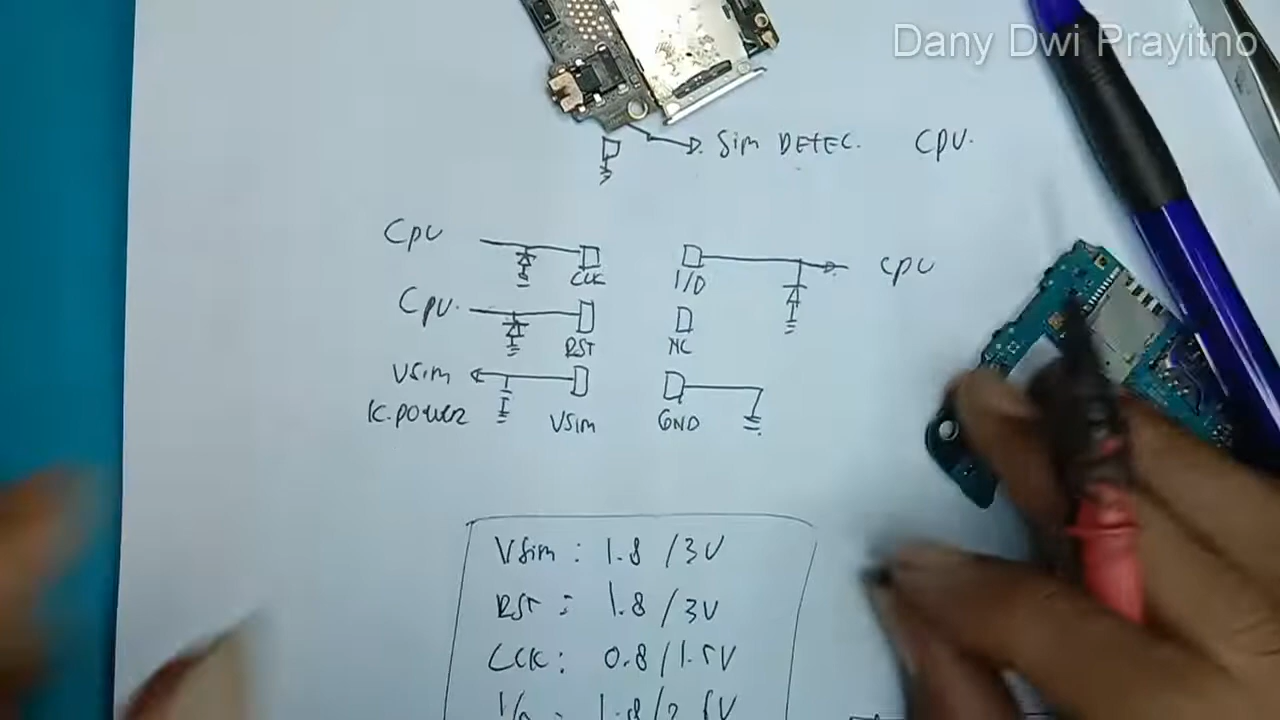 Dany Dwi Prayitno
Sim DETEC. CPU.
CPU CLK I/O CPU
CPU. RST NC
VSim
IC.POWER VSIM GND
VSim : 1.8 / 3V
RST : 1.8 / 3V
CLK : 0.8 / 1.5V